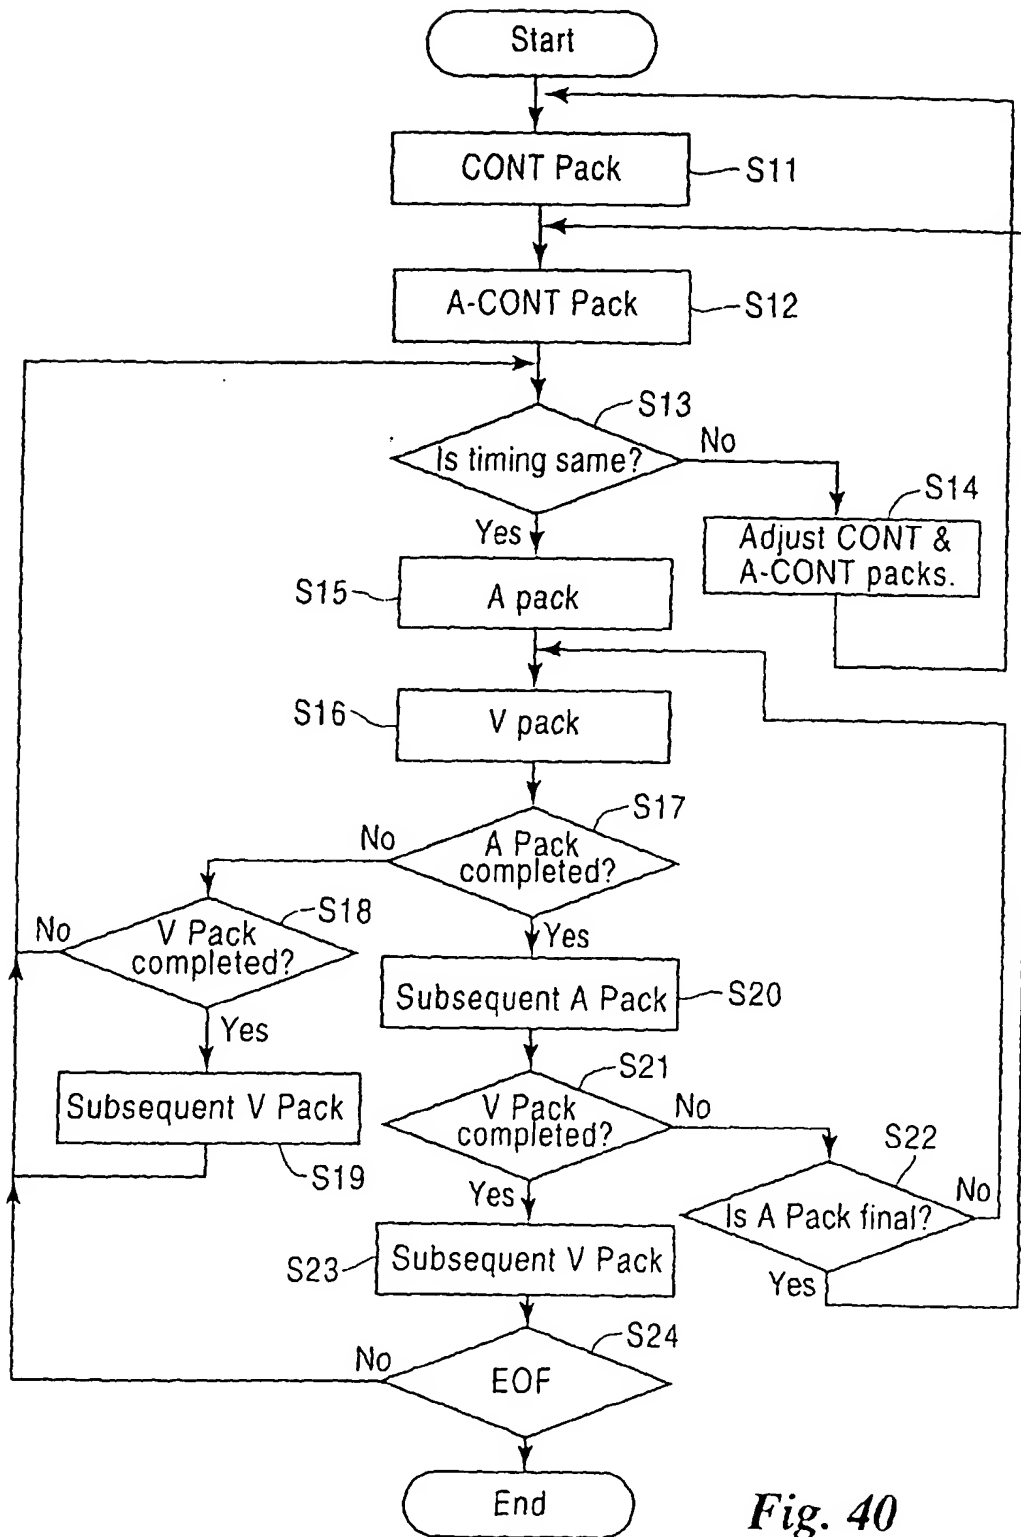 Start
CONT Pack
S11
A-CONT Pack
S12
S13
Is timing same?
No
S14
Yes
Adjust CONT &
A-CONT packs.
S15
A pack
S16
V pack
S17
No
A Pack
completed?
S18
No
V Pack
completed?
Yes
Subsequent A Pack
S20
Yes
S21
Subsequent V Pack
V Pack
completed?
No
S22
S19
Yes
Is A Pack final?
No
S23
Subsequent V Pack
Yes
S24
No
EOF
End
Fig. 40